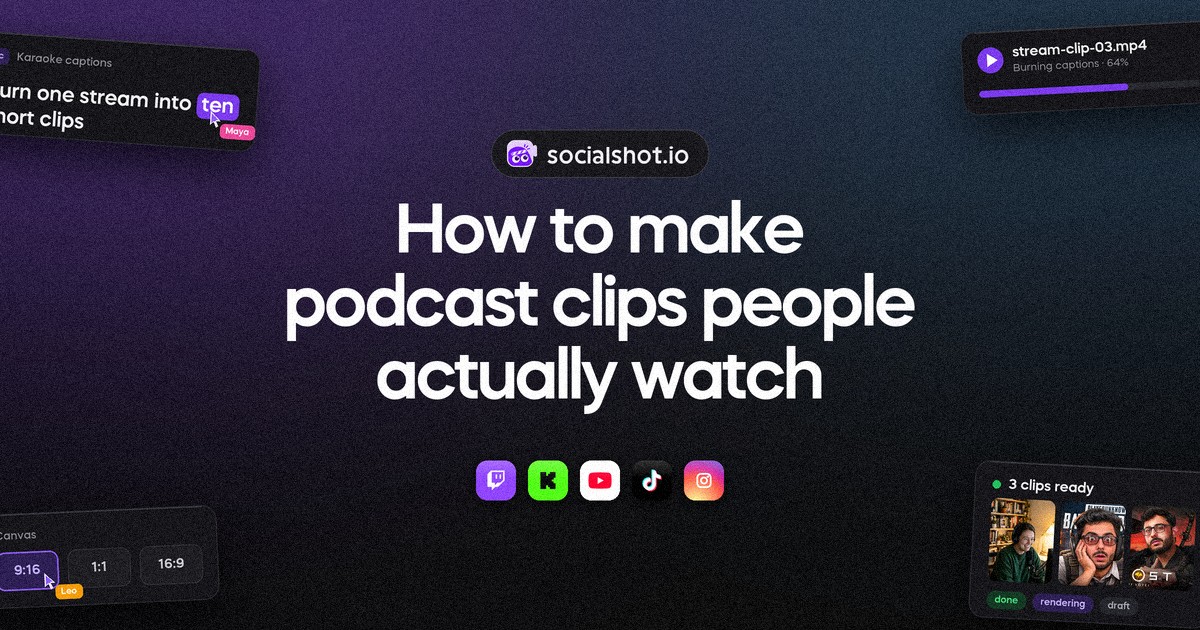 Karaoke captions
urn one stream into ten
hort clips
Maya
stream-clip-03.mp4
Burning captions · 64%
socialshot.io
How to make
podcast clips people
actually watch
Canvas
9:16
1:1
16:9
Leo
3 clips ready
done
rendering
draft